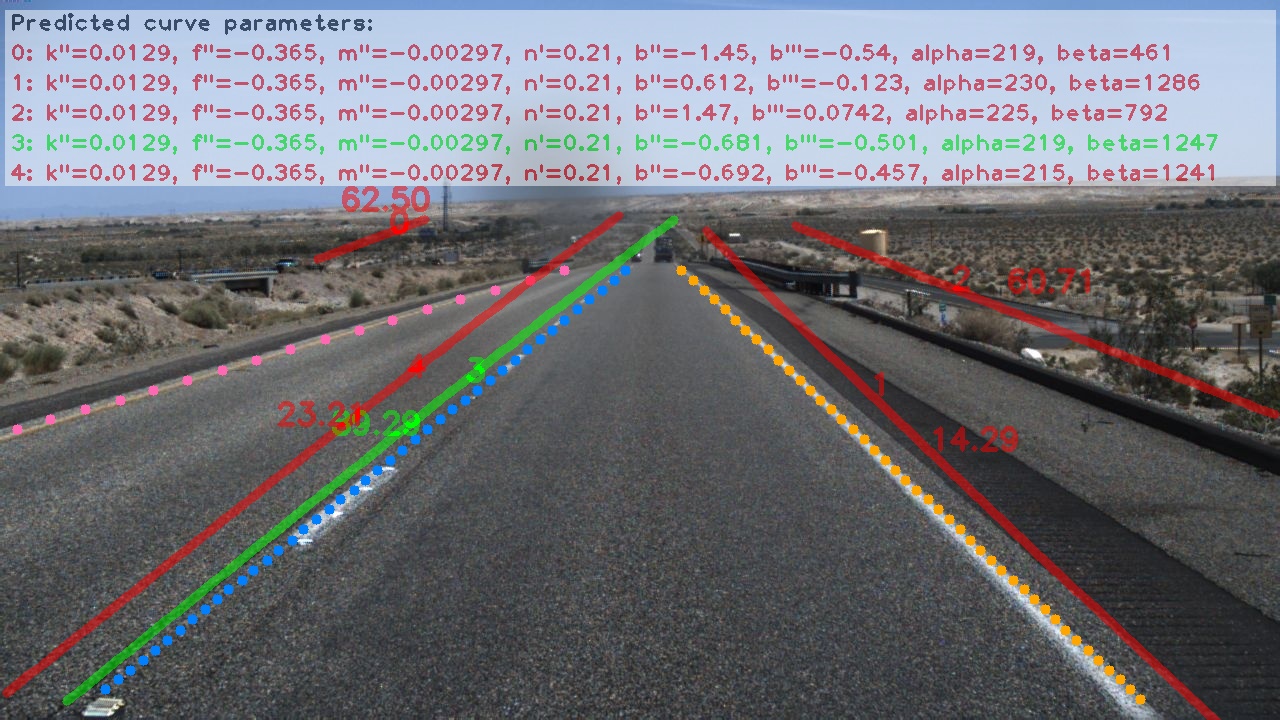 Predicted curve parameters:
0: k''=0.0129, f''=-0.365, m''=-0.00297, n'=0.21, b''=-1.45, b'''=-0.54, alpha=219, beta=461
1: k''=0.0129, f''=-0.365, m''=-0.00297, n'=0.21, b''=0.612, b'''=-0.123, alpha=230, beta=1286
2: k''=0.0129, f''=-0.365, m''=-0.00297, n'=0.21, b''=1.47, b'''=0.0742, alpha=225, beta=792
3: k''=0.0129, f''=-0.365, m''=-0.00297, n'=0.21, b''=-0.681, b'''=-0.501, alpha=219, beta=1247
4: k''=0.0129, f''=-0.365, m''=-0.00297, n'=0.21, b''=-0.692, b'''=-0.457, alpha=215, beta=1241
62.50
0
2 60.71
4 3
1
23.21
14.29